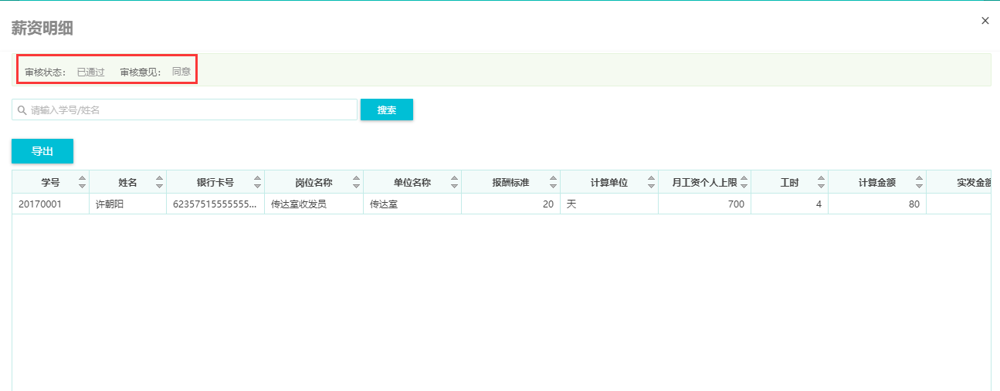 薪资明细
×
审核状态： 已通过 审核意见： 同意
请输入学号/姓名 搜索
导出
学号 姓名 银行卡号 岗位名称 单位名称 报酬标准 计算单位 月工资个人上限 工时 计算金额 实发金额
20170001 许朝阳 62357515555555... 传达室收发员 传达室 20 天 700 4 80